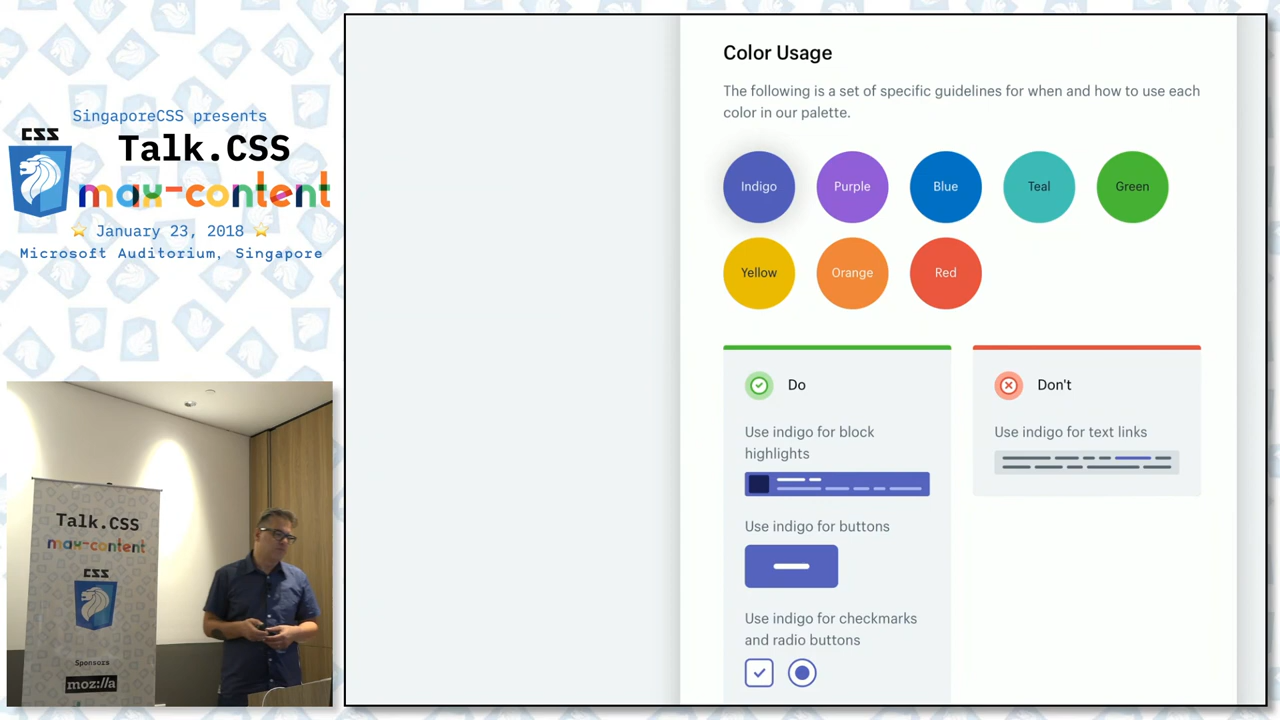 SingaporeCSS presents
CSS
Talk.CSS
max-content
January 23, 2018
Microsoft Auditorium, Singapore
Talk.CSS
max-content
CSS
Sponsors
moz://a
Color Usage
The following is a set of specific guidelines for when and how to use each
color in our palette.
Indigo
Purple
Blue
Teal
Green
Yellow
Orange
Red
Do
Use indigo for block
highlights
Use indigo for buttons
Use indigo for checkmarks
and radio buttons
Don't
Use indigo for text links